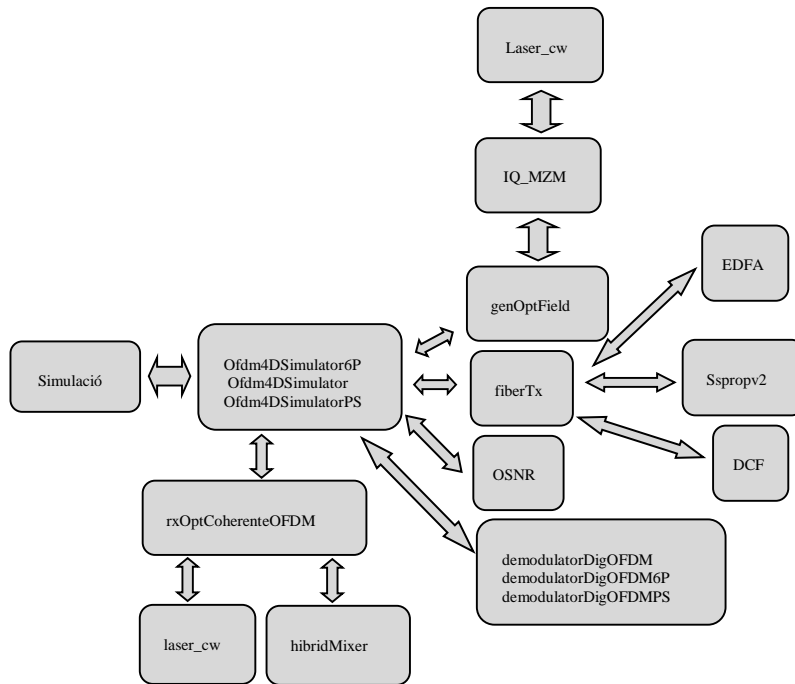 Laser_cw
IQ_MZM
EDFA
genOptField
Simulació
Ofdm4DSimulator6P
Ofdm4DSimulator
Ofdm4DSimulatorPS
fiberTx
Sspropv2
OSNR
DCF
rxOptCoherenteOFDM
demodulatorDigOFDM
demodulatorDigOFDM6P
demodulatorDigOFDMPS
laser_cw
hibridMixer